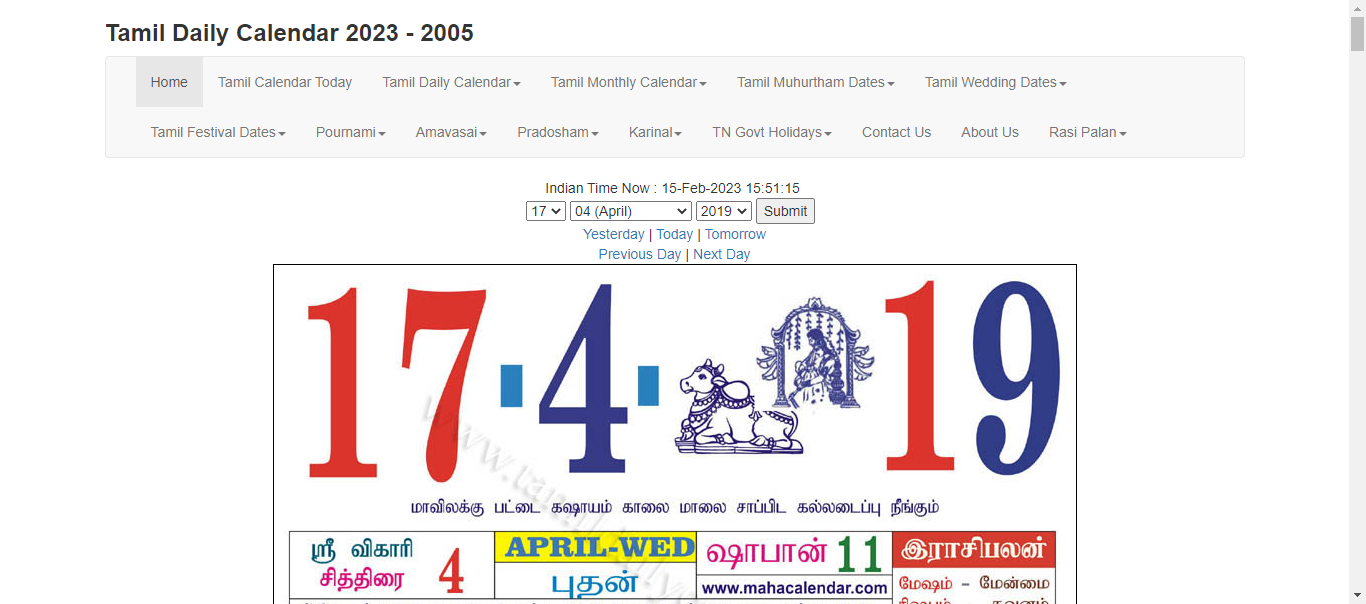 Tamil Daily Calendar 2023 - 2005
Home Tamil Calendar Today Tamil Daily Calendar Tamil Monthly Calendar Tamil Muhurtham Dates Tamil Wedding Dates
Tamil Festival Dates Pournami Amavasai Pradosham Karinal TN Govt Holidays Contact Us About Us Rasi Palan
Indian Time Now : 15-Feb-2023 15:51:15
17 04 (April) 2019 Submit
Yesterday | Today | Tomorrow
Previous Day | Next Day
17-4-19
மாவிலக்கு பட்டை கஷாயம் காலை மாலை சாப்பிட கல்லடைப்பு நீங்கும்
ஸ்ரீ விகாரி
சித்திரை 4
APRIL-WED
புதன்
ஷாபான் 11
www.mahacalendar.com
இராசிபலன்
மேஷம் - மேன்மை